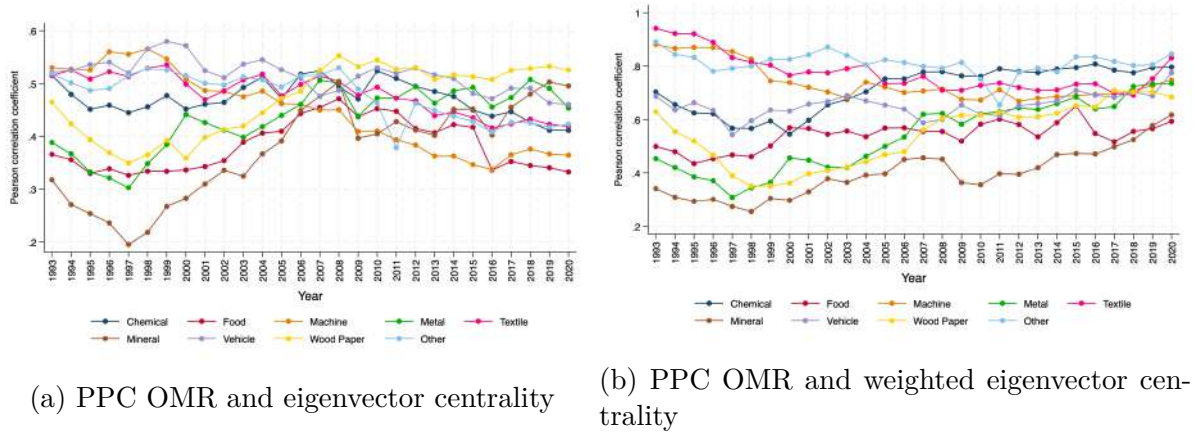 .6
.5
.4
.3
.2
Pearson correlation coefficient
1993 1994 1995 1996 1997 1998 1999 2000 2001 2002 2003 2004 2005 2006 2007 2008 2009 2010 2011 2012 2013 2014 2015 2016 2017 2018 2019 2020
Year
Chemical Food Machine Metal Textile
Mineral Vehicle Wood Paper Other
(a) PPC OMR and eigenvector centrality
1
.8
.6
.4
.2
Pearson correlation coefficient
1993 1994 1995 1996 1997 1998 1999 2000 2001 2002 2003 2004 2005 2006 2007 2008 2009 2010 2011 2012 2013 2014 2015 2016 2017 2018 2019 2020
Year
Chemical Food Machine Metal Textile
Mineral Vehicle Wood Paper Other
(b) PPC OMR and weighted eigenvector cen-
trality